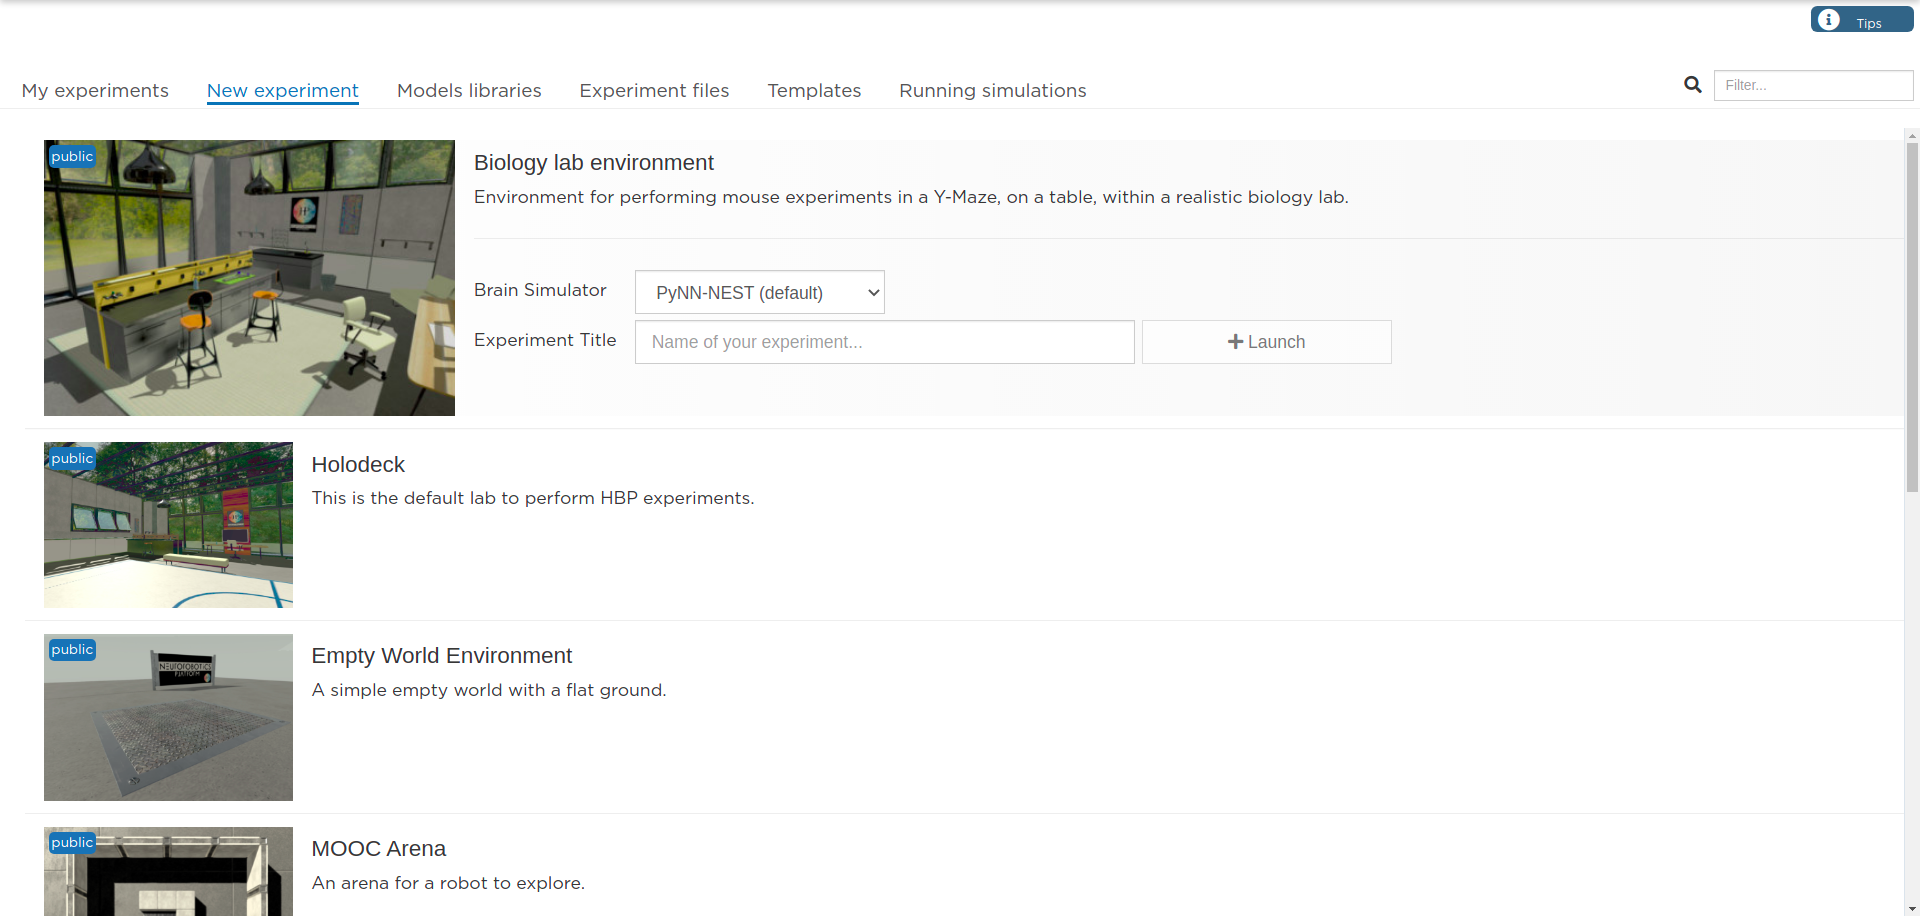 Tips
My experiments New experiment Models libraries Experiment files Templates Running simulations Filter...
public
Biology lab environment
Environment for performing mouse experiments in a Y-Maze, on a table, within a realistic biology lab.
Brain Simulator PyNN-NEST (default)
Experiment Title Name of your experiment... Launch
public
Holodeck
This is the default lab to perform HBP experiments.
public
NEUROROBOTICS
PLATFORM
Empty World Environment
A simple empty world with a flat ground.
public
MOOC Arena
An arena for a robot to explore.